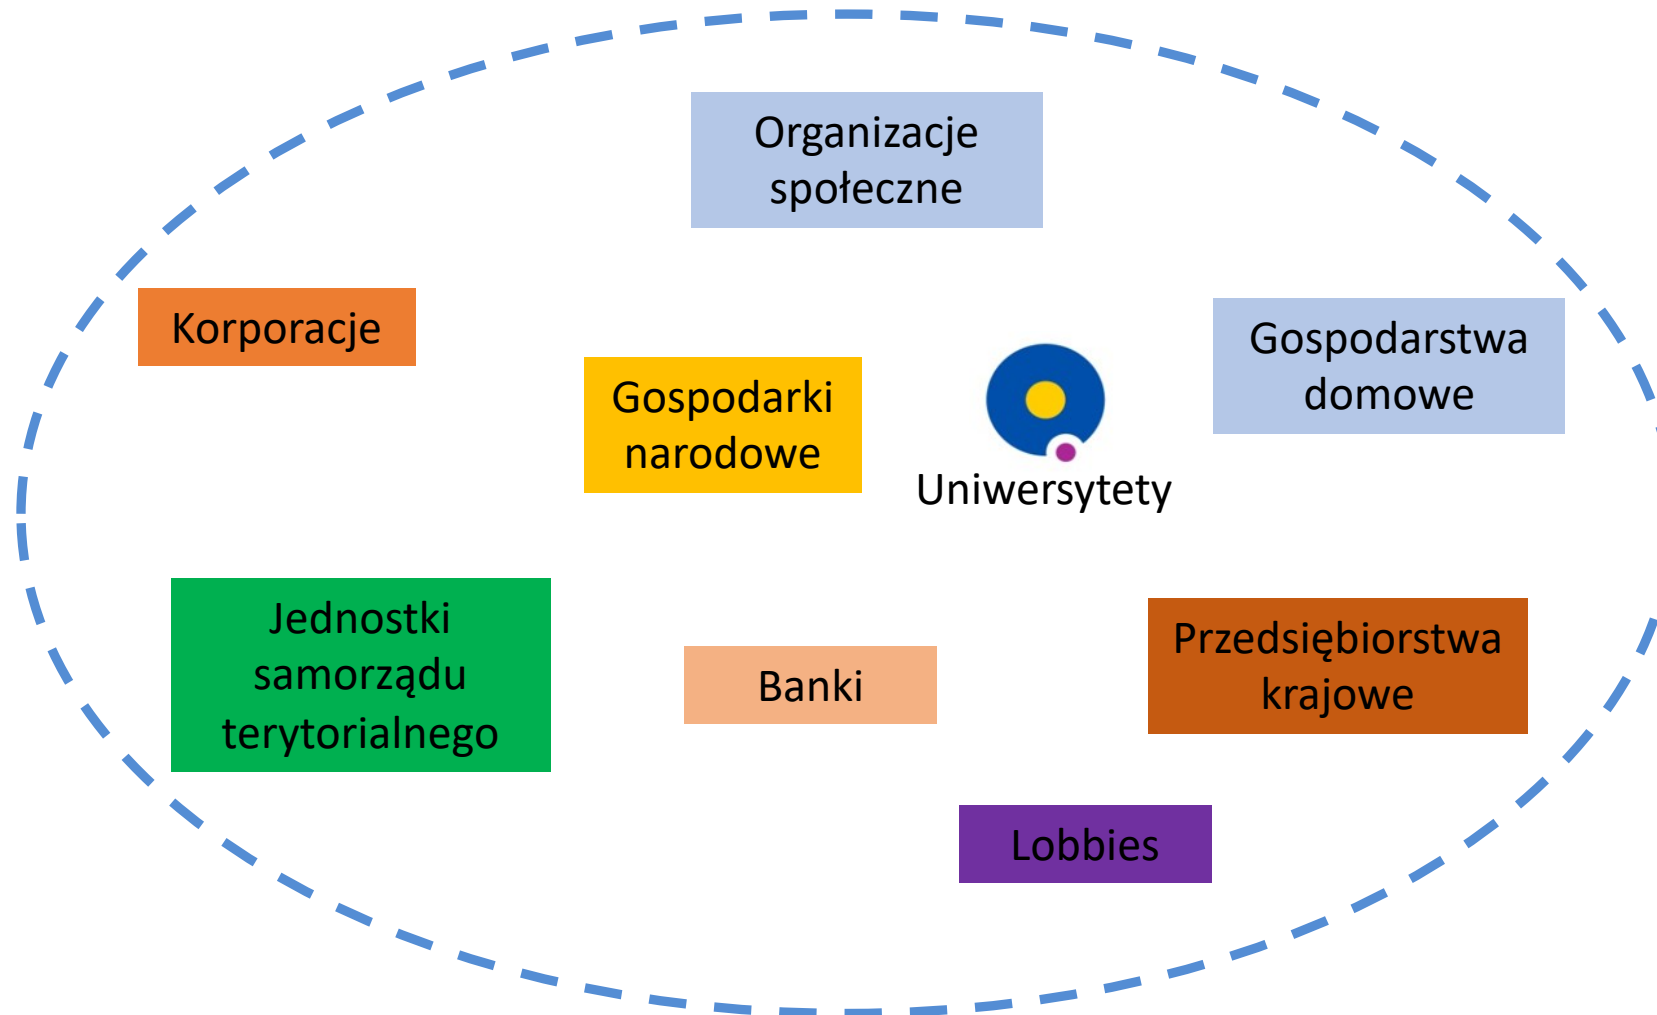 Organizacje
społeczne
Korporacje
Gospodarstwa
domowe
Gospodarki
narodowe
Uniwersytety
Jednostki
samorządu
terytorialnego
Banki
Przedsiębiorstwa
krajowe
Lobbies